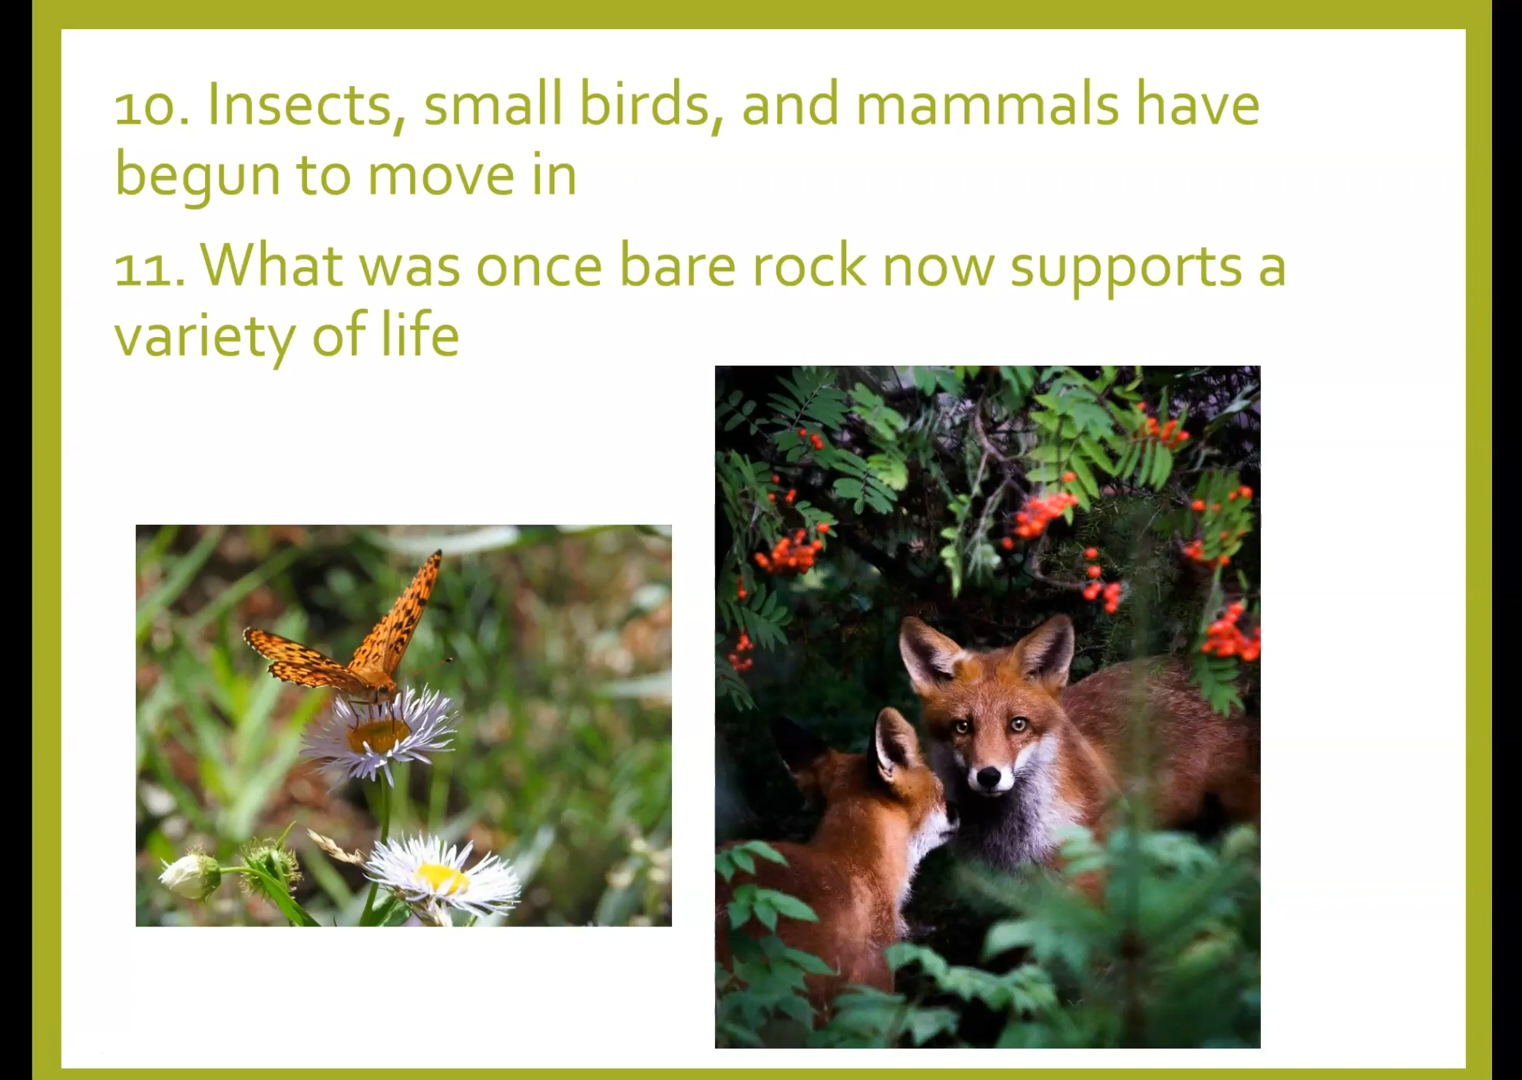 10. Insects, small birds, and mammals have
begun to move in
11. What was once bare rock now supports a
variety of life